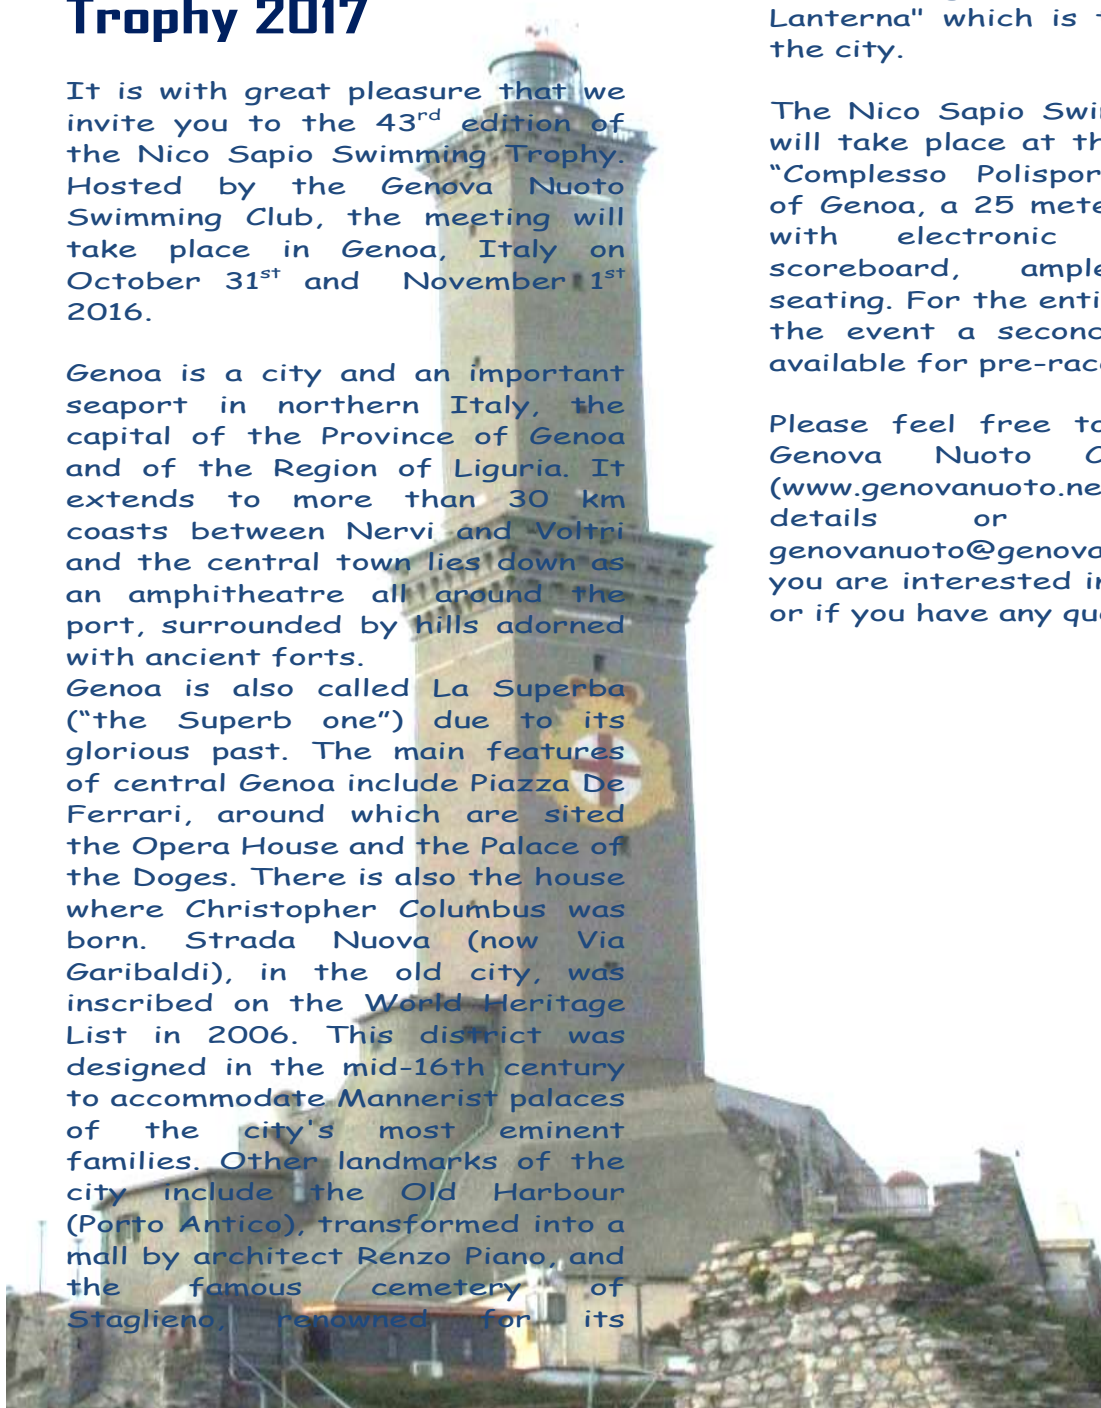 Trophy 2017
It is with great pleasure that we
invite you to the 43rd edition of
the Nico Sapio Swimming Trophy.
Hosted by the Genova Nuoto
Swimming Club, the meeting will
take place in Genoa, Italy on
October 31st and November 1st
2016.
Genoa is a city and an important
seaport in northern Italy, the
capital of the Province of Genoa
and of the Region of Liguria. It
extends to more than 30 km
coasts between Nervi and Voltri
and the central town lies down as
an amphitheatre all around the
port, surrounded by hills adorned
with ancient forts.
Genoa is also called La Superba
(“the Superb one”) due to its
glorious past. The main features
of central Genoa include Piazza De
Ferrari, around which are sited
the Opera House and the Palace of
the Doges. There is also the house
where Christopher Columbus was
born. Strada Nuova (now Via
Garibaldi), in the old city, was
inscribed on the World Heritage
List in 2006. This district was
designed in the mid-16th century
to accommodate Mannerist palaces
of the city's most eminent
families. Other landmarks of the
city include the Old Harbour
(Porto Antico), transformed into a
mall by architect Renzo Piano, and
the famous cemetery of
Staglieno, renowned for its
Lanterna" which is
the city.
The Nico Sapio
will take place at
“Complesso
of Genoa, a 25
with electronic
scoreboard,
seating. For the
the event a
available for
Please feel free to
Genova Nuoto
details or
you are interested
or if you have any